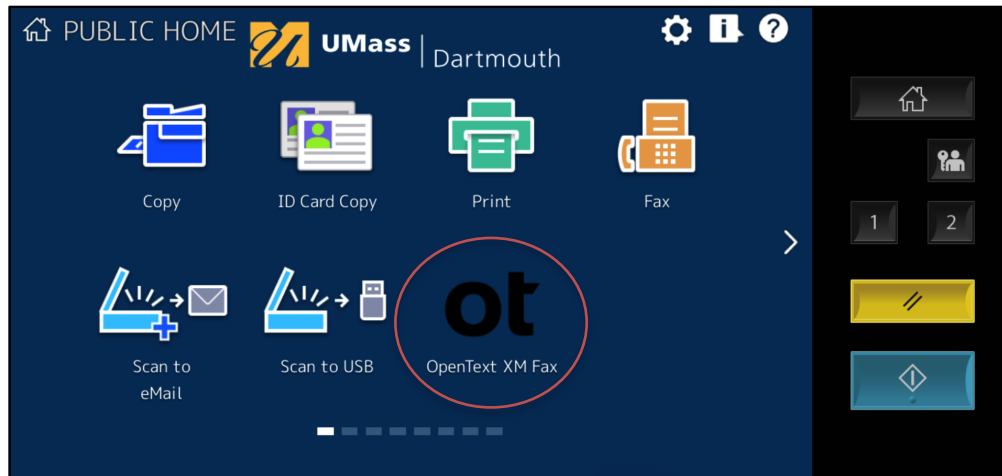 PUBLIC HOME
UMass
Dartmouth
Copy
ID Card Copy
Print
Fax
1
2
ot
Scan to
eMail
Scan to USB
OpenText XM Fax